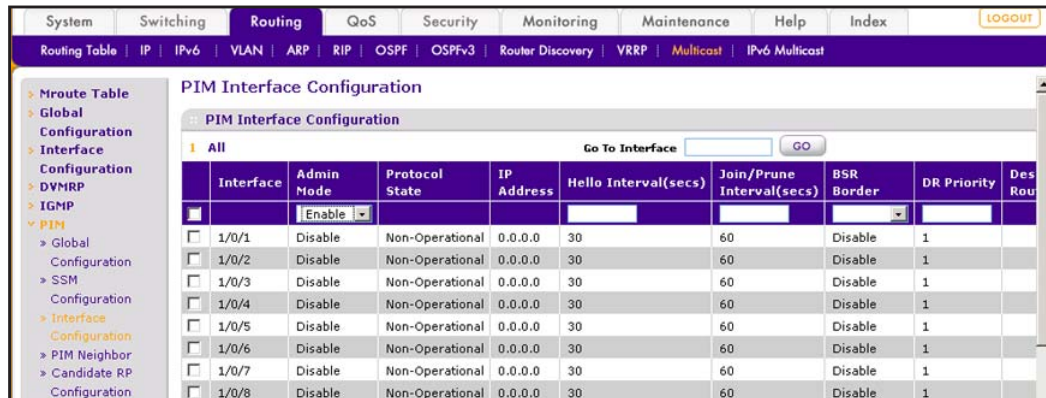 System Switching Routing QoS Security Monitoring Maintenance Help Index LOGOUT
Routing Table | IP | IPv6 | VLAN | ARP | RIP | OSPF | OSPFv3 | Router Discovery | VRRP | Multicast | IPv6 Multicast
Mroute Table
Global
Configuration
Interface
Configuration
DVMRP
IGMP
PIM
» Global
Configuration
» SSM
Configuration
» Interface
Configuration
» PIM Neighbor
» Candidate RP
Configuration
PIM Interface Configuration
PIM Interface Configuration
1 All Go To Interface GO
Interface Admin Mode Protocol State IP Address Hello Interval(secs) Join/Prune Interval(secs) BSR Border DR Priority
Enable
1/0/1 Disable Non-Operational 0.0.0.0 30 60 Disable 1
1/0/2 Disable Non-Operational 0.0.0.0 30 60 Disable 1
1/0/3 Disable Non-Operational 0.0.0.0 30 60 Disable 1
1/0/4 Disable Non-Operational 0.0.0.0 30 60 Disable 1
1/0/5 Disable Non-Operational 0.0.0.0 30 60 Disable 1
1/0/6 Disable Non-Operational 0.0.0.0 30 60 Disable 1
1/0/7 Disable Non-Operational 0.0.0.0 30 60 Disable 1
1/0/8 Disable Non-Operational 0.0.0.0 30 60 Disable 1